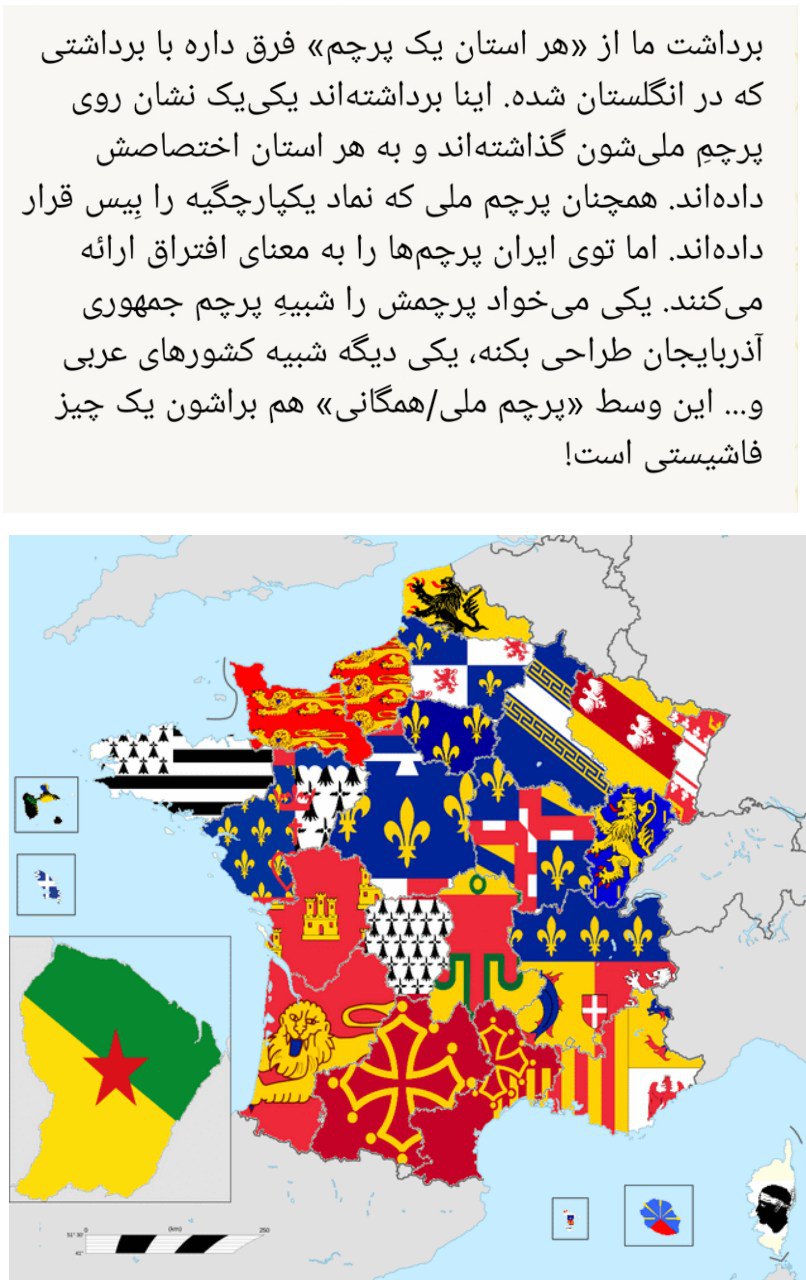 برداشت ما از «هر استان یک پرچم» فرق داره با برداشتی
که در انگلستان شده. اینا برداشته‌اند یکی‌یک نشان روی
پرچمِ ملی‌شون گذاشته‌اند و به هر استان اختصاصش
داده‌اند. همچنان پرچم ملی که نماد یکپارچگیه را بِیس قرار
داده‌اند. اما توی ایران پرچم‌ها را به معنای افتراق ارائه
می‌کنند. یکی می‌خواد پرچمش را شبیهِ پرچم جمهوری
آذربایجان طراحی بکنه، یکی دیگه شبیه کشورهای عربی
و... این وسط «پرچم ملی/همگانی» هم براشون یک چیز
فاشیستی است!
0 (km) 250
51° 30'
41°